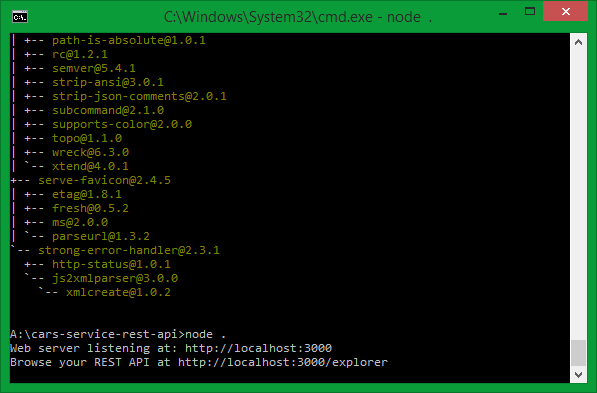 C:\Windows\System32\cmd.exe - node .
| +-- path-is-absolute@1.0.1
| +-- rc@1.2.1
| +-- semver@5.4.1
| +-- strip-ansi@3.0.1
| +-- strip-json-comments@2.0.1
| +-- subcommand@2.1.0
| +-- supports-color@2.0.0
| +-- topo@1.1.0
| +-- wreck@6.3.0
| `-- xtend@4.0.1
+-- serve-favicon@2.4.5
| +-- etag@1.8.1
| +-- fresh@0.5.2
| +-- ms@2.0.0
| `-- parseurl@1.3.2
`-- strong-error-handler@2.3.1
  +-- http-status@1.0.1
  `-- js2xmlparser@3.0.0
    `-- xmlcreate@1.0.2
A:\cars-service-rest-api>node .
Web server listening at: http://localhost:3000
Browse your REST API at http://localhost:3000/explorer